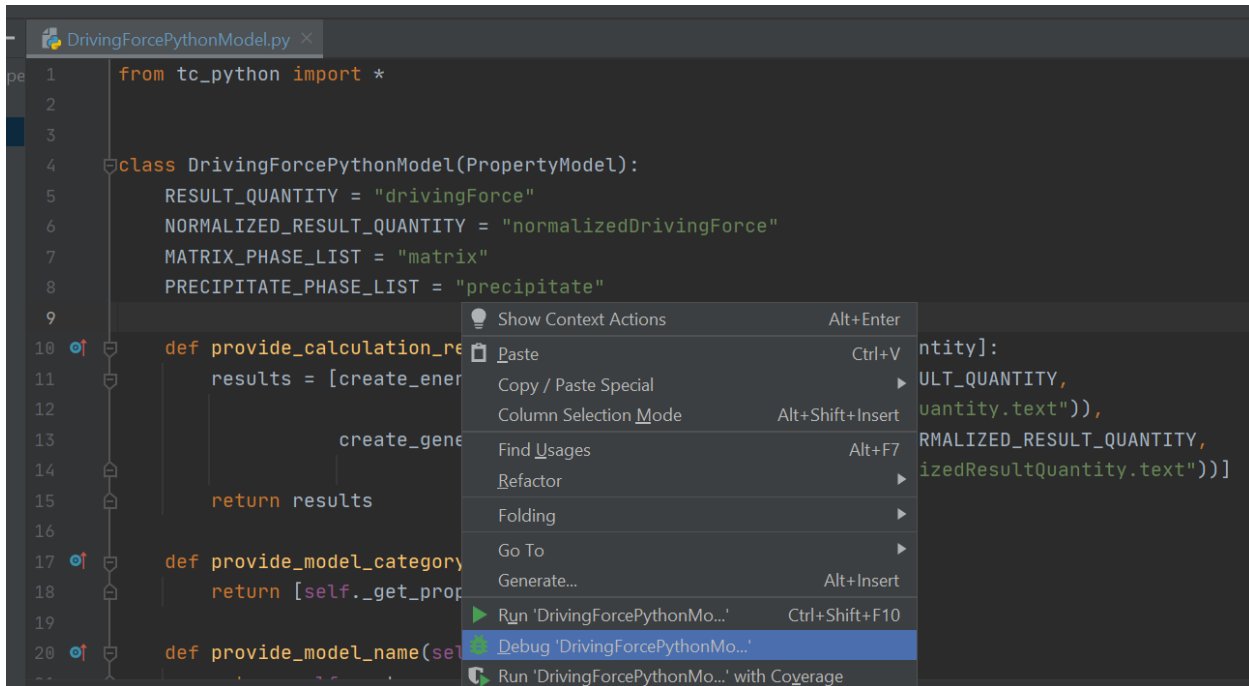 DrivingForcePythonModel.py
pe
1 from tc_python import *
2
3
4 class DrivingForcePythonModel(PropertyModel):
5 RESULT_QUANTITY = "drivingForce"
6 NORMALIZED_RESULT_QUANTITY = "normalizedDrivingForce"
7 MATRIX_PHASE_LIST = "matrix"
8 PRECIPITATE_PHASE_LIST = "precipitate"
9
10 def provide_calculation_re ntity]:
11 results = [create_ener ULT_QUANTITY,
12 uantity.text")),
13 create_gene RMALIZED_RESULT_QUANTITY,
14 izedResultQuantity.text"))]
15 return results
16
17 def provide_model_category
18 return [self._get_prop
19
20 def provide_model_name(sel
Show Context Actions Alt+Enter
Paste Ctrl+V
Copy / Paste Special
Column Selection Mode Alt+Shift+Insert
Find Usages Alt+F7
Refactor
Folding
Go To
Generate... Alt+Insert
Run 'DrivingForcePythonMo...' Ctrl+Shift+F10
Debug 'DrivingForcePythonMo...'
Run 'DrivingForcePythonMo...' with Coverage